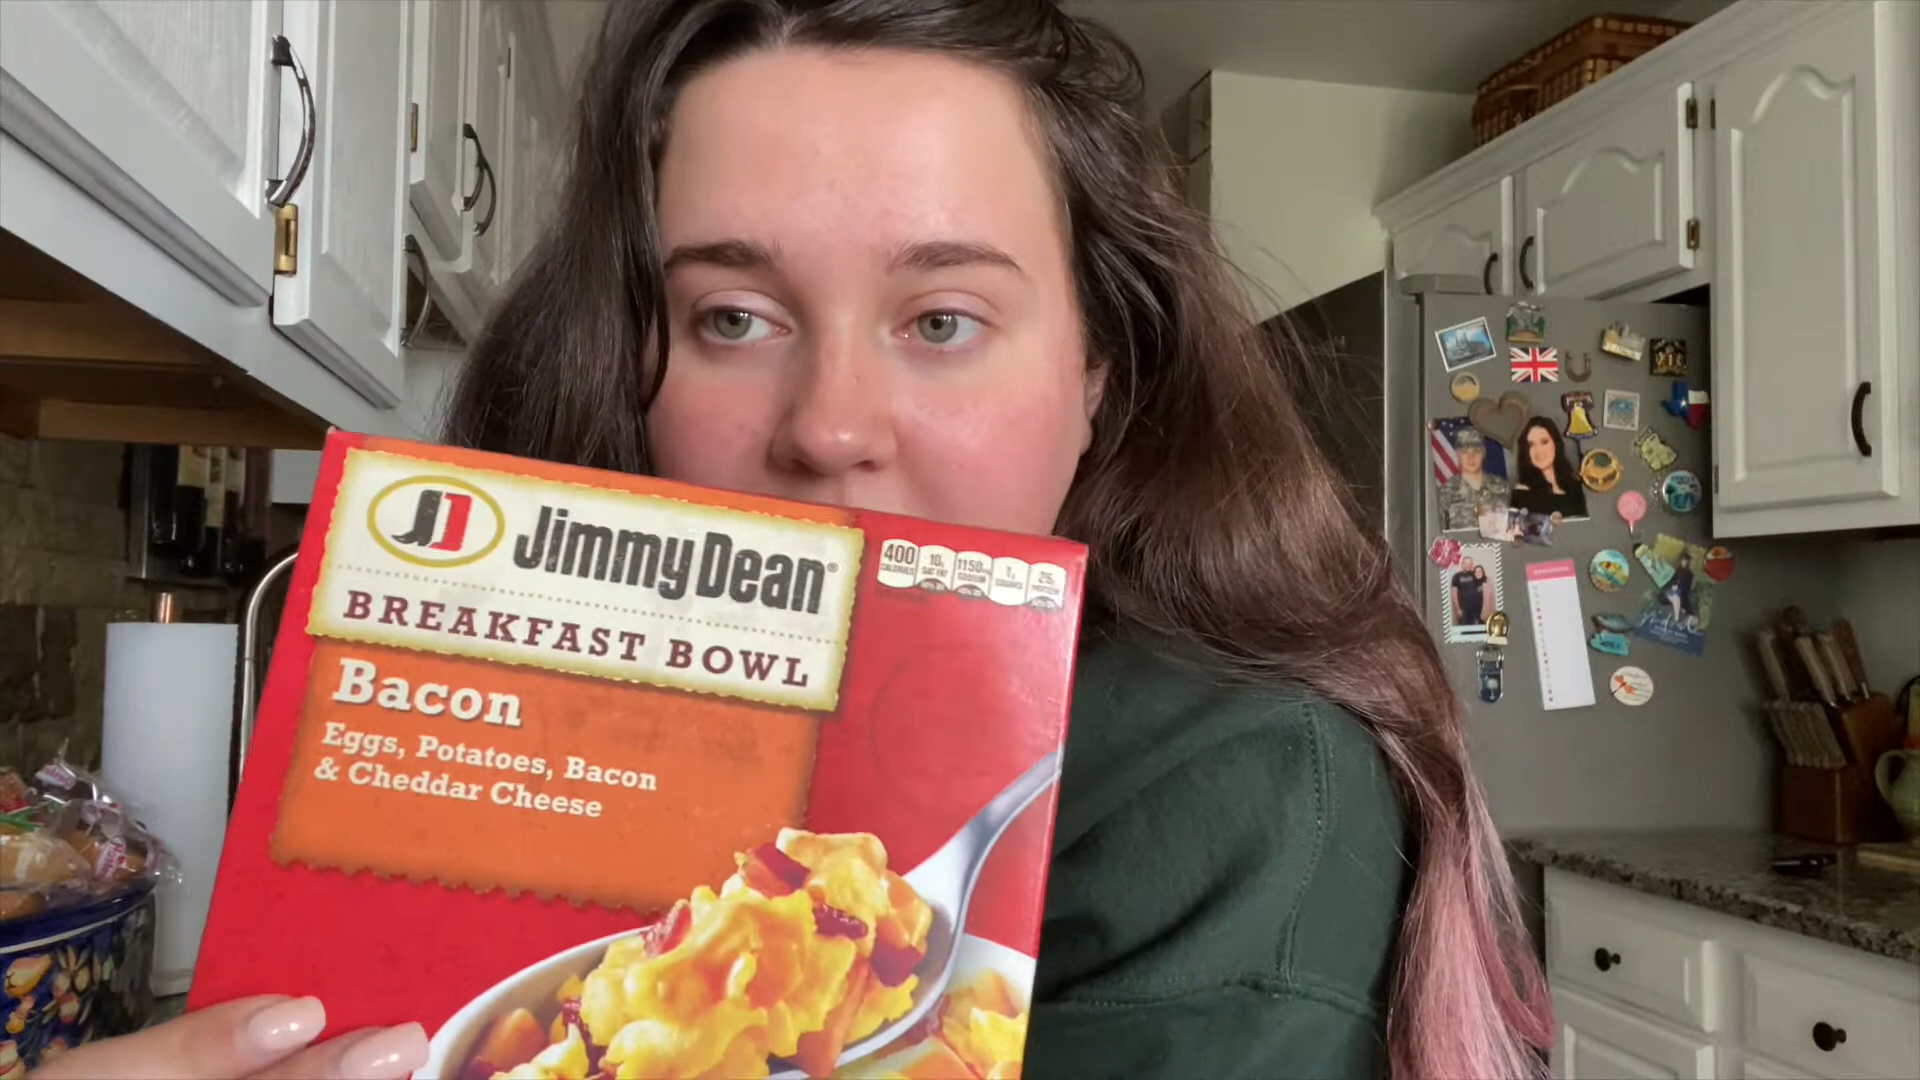 JD Jimmy Dean®
BREAKFAST BOWL
Bacon
Eggs, Potatoes, Bacon
& Cheddar Cheese
400 CALORIES
10g SAT FAT
1150mg SODIUM
1g SUGARS
25g PROTEIN